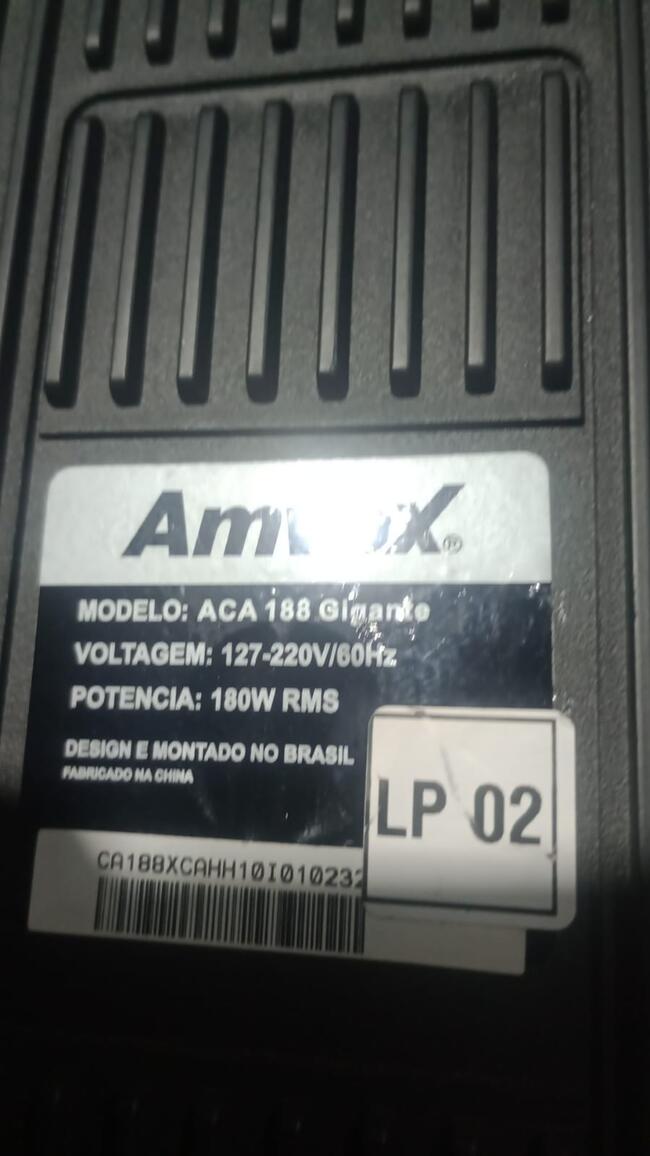 Amvox®
MODELO: ACA 188 Gigante
VOLTAGEM: 127-220V/60Hz
POTENCIA: 180W RMS
DESIGN E MONTADO NO BRASIL
FABRICADO NA CHINA
LP 02
CA188XCAHH10I010232